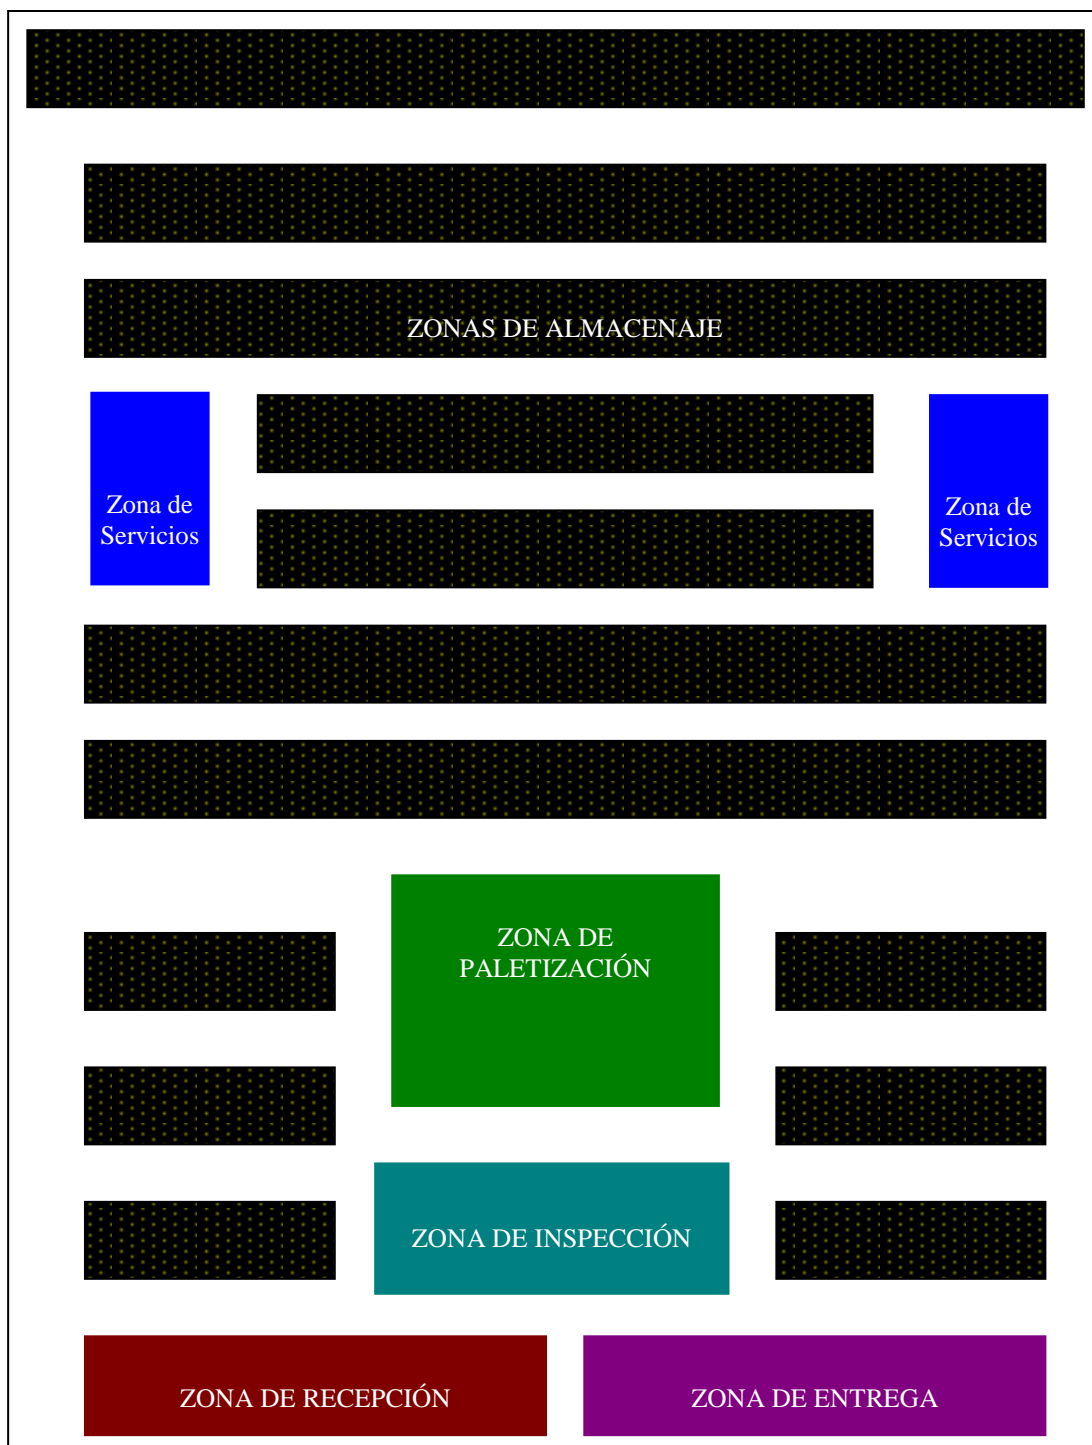 ZONAS DE ALMACENAJE
Zona de
Servicios
Zona de
Servicios
ZONA DE
PALETIZACIÓN
ZONA DE INSPECCIÓN
ZONA DE RECEPCIÓN
ZONA DE ENTREGA